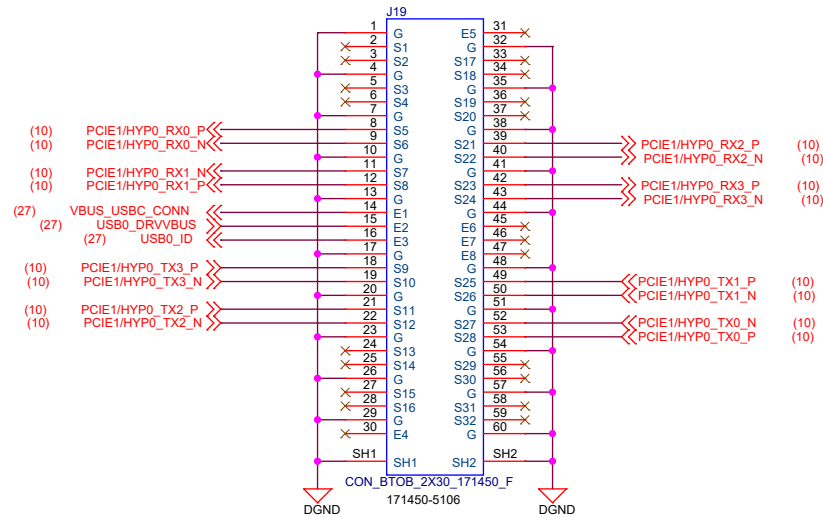 J19
1 G E5 31
2 S1 G 32
3 S2 S17 33
4 G S18 34
5 S3 G 35
6 S4 S19 36
7 G S20 37
(10) PCIE1/HYP0_RX0_P 8 S5 G 38
(10) PCIE1/HYP0_RX0_N 9 S6 S21 39 PCIE1/HYP0_RX2_P (10)
10 G S22 40 PCIE1/HYP0_RX2_N (10)
(10) PCIE1/HYP0_RX1_N 11 S7 G 41
(10) PCIE1/HYP0_RX1_P 12 S8 S23 42 PCIE1/HYP0_RX3_P (10)
13 G S24 43 PCIE1/HYP0_RX3_N (10)
(27) VBUS_USBC_CONN 14 E1 G 44
(27) USB0_DRVVBUS 15 E2 E6 45
(27) USB0_ID 16 E3 E7 46
17 G E8 47
(10) PCIE1/HYP0_TX3_P 18 S9 G 48
(10) PCIE1/HYP0_TX3_N 19 S10 S25 49 PCIE1/HYP0_TX1_P (10)
20 G S26 50 PCIE1/HYP0_TX1_N (10)
(10) PCIE1/HYP0_TX2_P 21 S11 G 51
(10) PCIE1/HYP0_TX2_N 22 S12 S27 52 PCIE1/HYP0_TX0_N (10)
23 G S28 53 PCIE1/HYP0_TX0_P (10)
24 S13 G 54
25 S14 S29 55
26 G S30 56
27 S15 G 57
28 S16 S31 58
29 G S32 59
30 E4 G 60
SH1 SH1 SH2 SH2
CON_BTOB_2X30_171450_F
171450-5106
DGND DGND